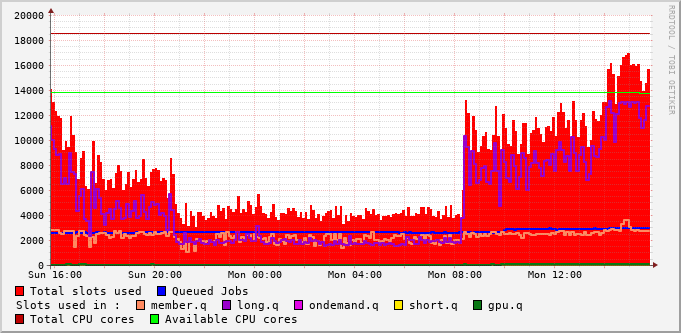 20000
18000
16000
14000
12000
10000
8000
6000
4000
2000
0
Sun 16:00 Sun 20:00 Mon 00:00 Mon 04:00 Mon 08:00 Mon 12:00
RRDTOOL / TOBI OETIKER
Total slots used Queued Jobs
Slots used in : member.q long.q ondemand.q short.q gpu.q
Total CPU cores Available CPU cores